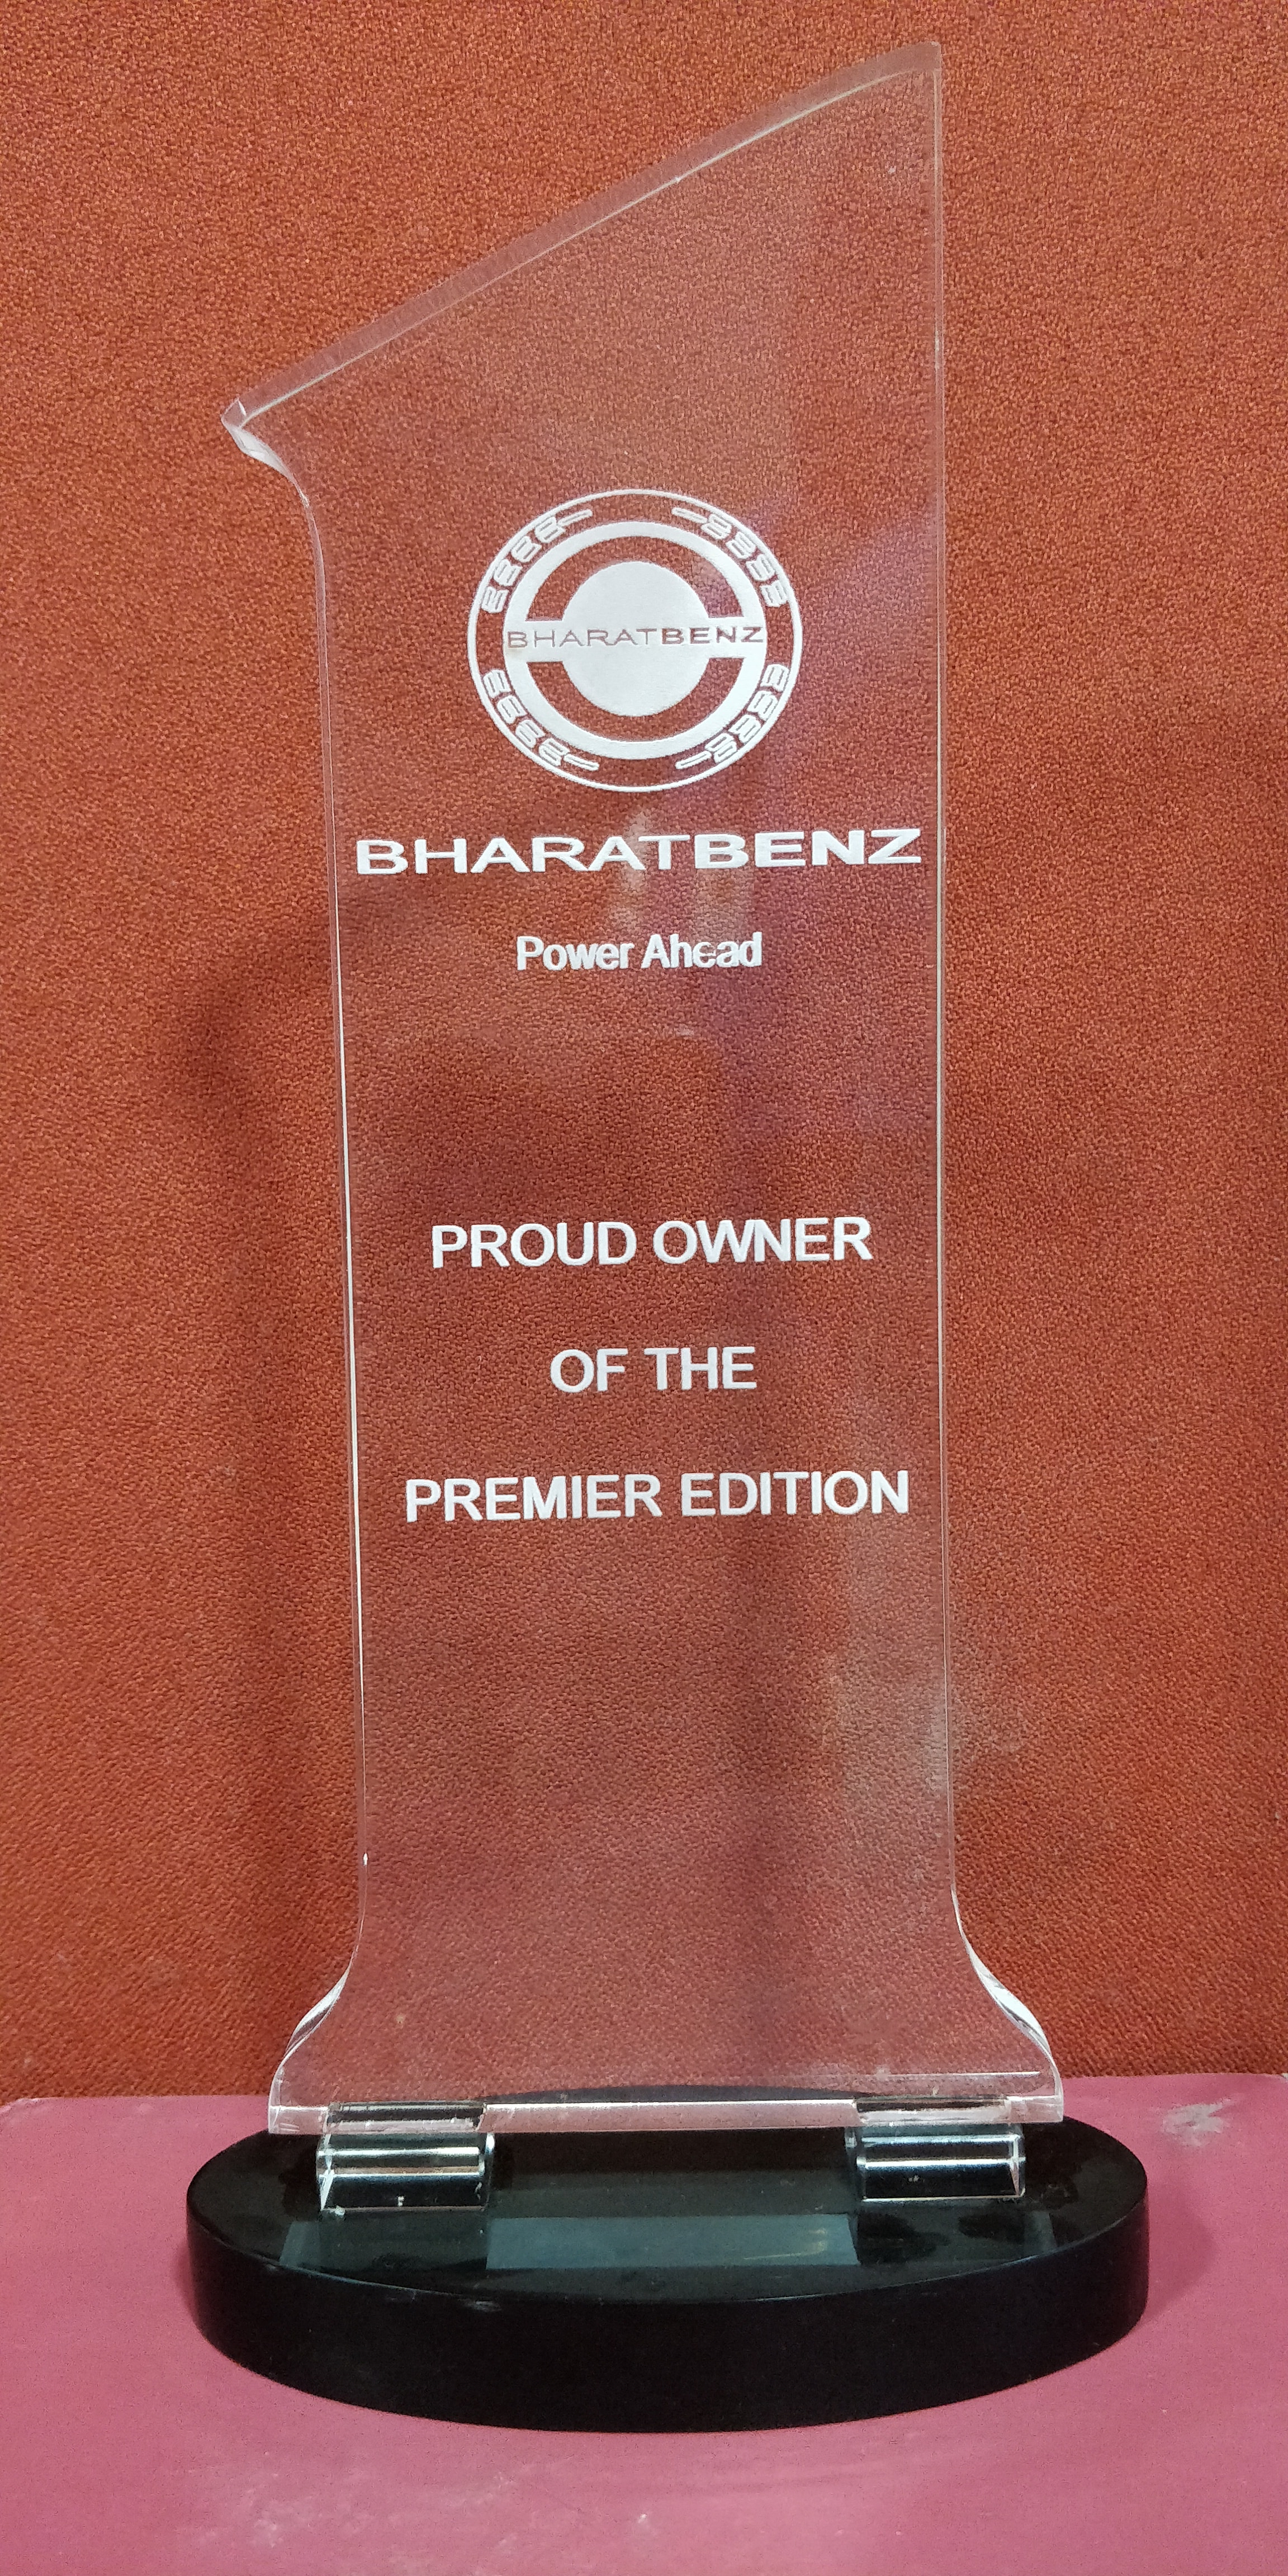 BHARATBENZ
BHARATBENZ
Power Ahead
PROUD OWNER
OF THE
PREMIER EDITION